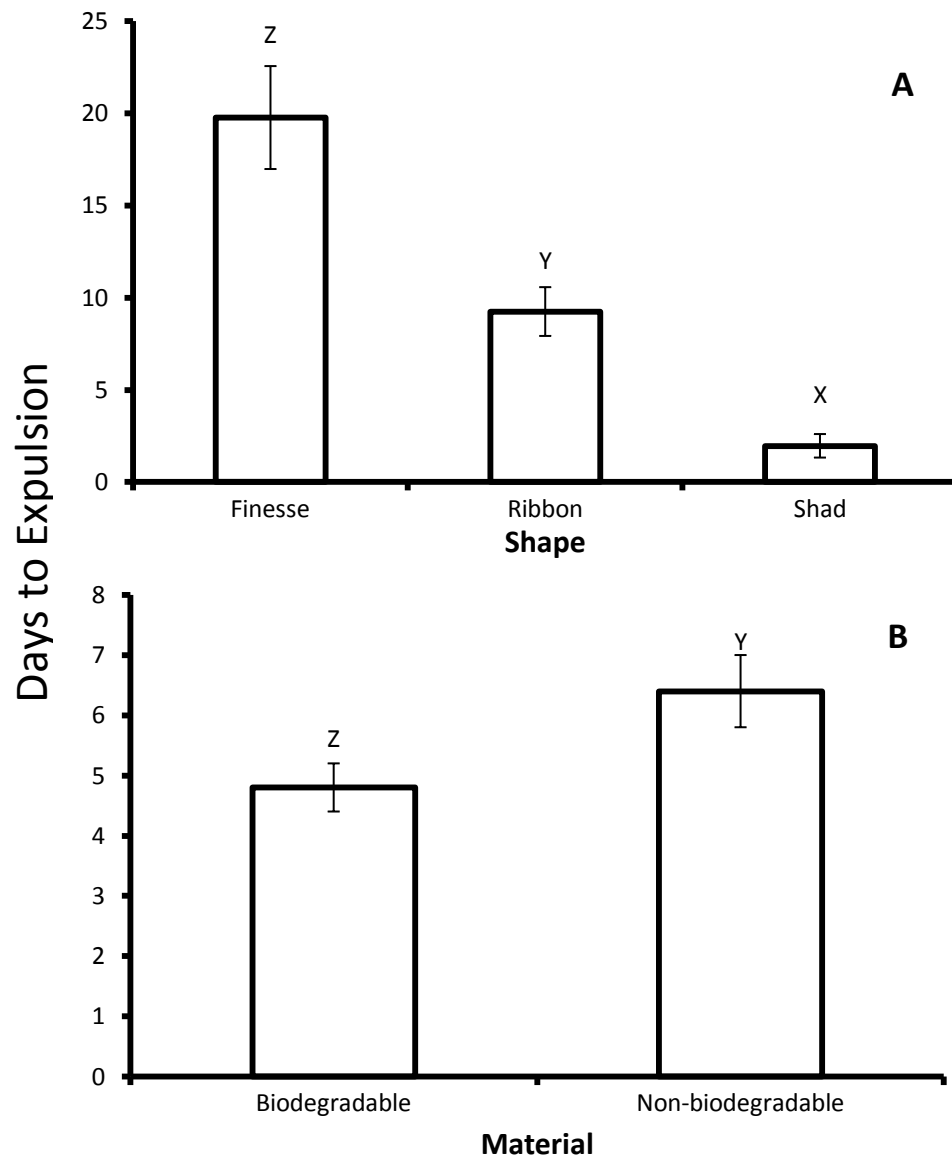 25
20
15
10
5
0
Z
Y
X
A
Finesse Ribbon Shad
Shape
Days to Expulsion
8
7
6
5
4
3
2
1
0
Z
Y
B
Biodegradable Non-biodegradable
Material